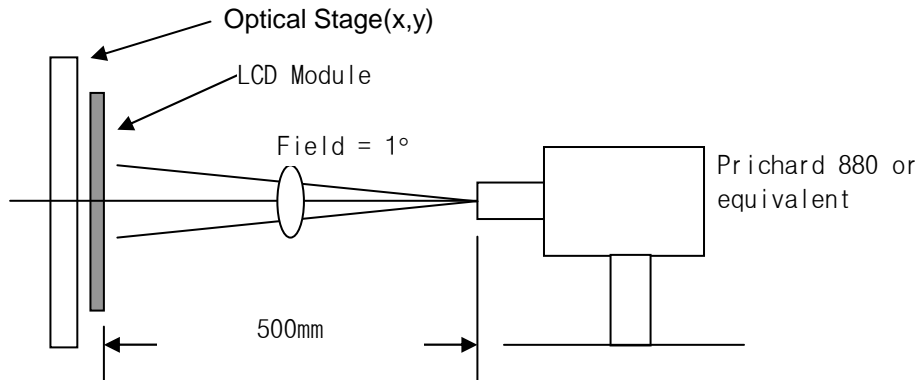 Optical Stage(x,y)
LCD Module
Field = 1°
Prichard 880 or
equivalent
500mm